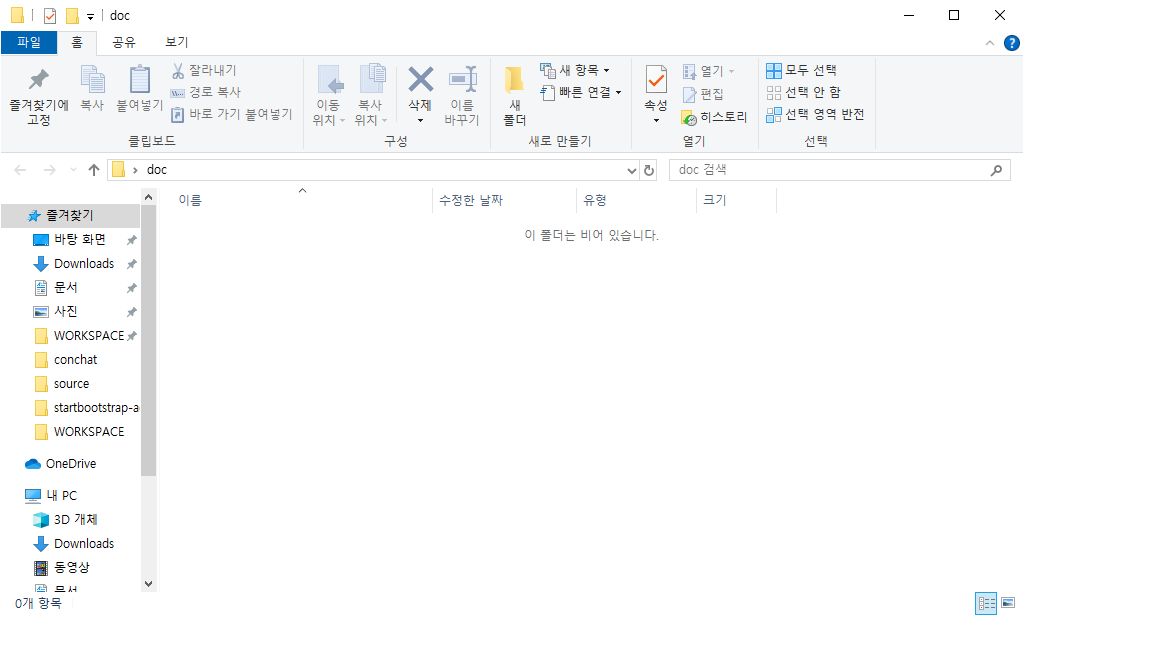 doc
파일 홈 공유 보기
즐겨찾기에
고정
복사
붙여넣기
잘라내기
경로 복사
바로 가기 붙여넣기
클립보드
이동
위치
복사
위치
삭제
이름
바꾸기
구성
새
폴더
새 항목
빠른 연결
새로 만들기
속성
열기
편집
히스토리
열기
모두 선택
선택 안 함
선택 영역 반전
선택
doc
doc 검색
즐겨찾기
바탕 화면
Downloads
문서
사진
WORKSPACE
conchat
source
startbootstrap-a
WORKSPACE
OneDrive
내 PC
3D 개체
Downloads
동영상
문서
이름 수정한 날짜 유형 크기
이 폴더는 비어 있습니다.
0개 항목